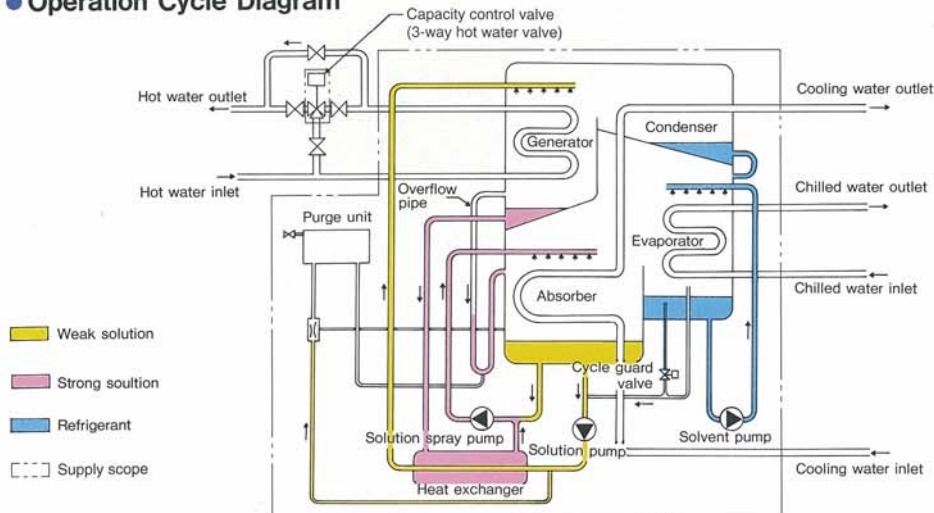 Operation Cycle Diagram
Capacity control valve
(3-way hot water valve)
Hot water outlet
Cooling water outlet
Condenser
Generator
Hot water inlet
Overflow
pipe
Chilled water outlet
Purge unit
Evaporator
Absorber
Chilled water inlet
Weak solution
Cycle guard
valve
Strong soultion
Refrigerant
Solution spray pump
Solution pump
Solvent pump
Supply scope
Heat exchanger
Cooling water inlet